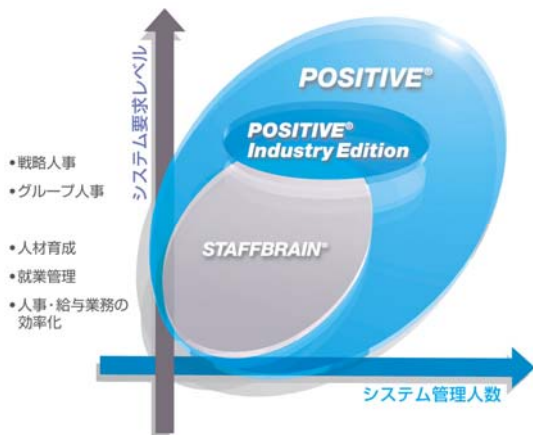 システム要求レベル
POSITIVE®
POSITIVE®
Industry Edition
STAFFBRAIN®
•戦略人事
•グループ人事
•人材育成
•就業管理
•人事・給与業務の
効率化
システム管理人数